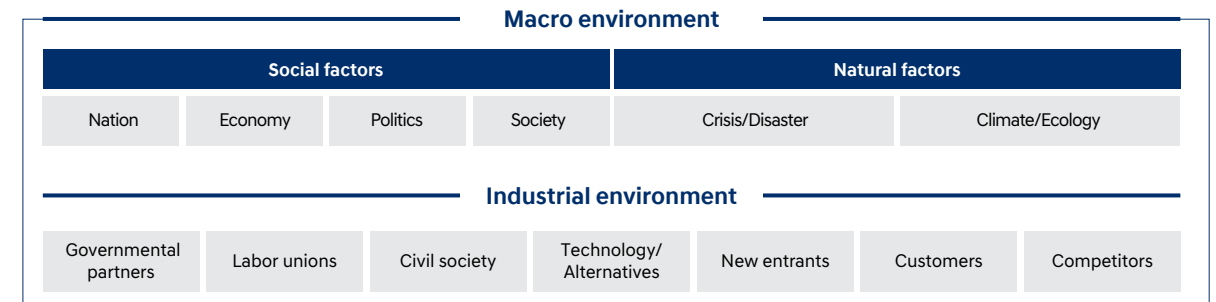 Macro environment
Social factors
Natural factors
Nation
Economy
Politics
Society
Crisis/Disaster
Climate/Ecology
Industrial environment
Governmental
partners
Labor unions
Civil society
Technology/
Alternatives
New entrants
Customers
Competitors